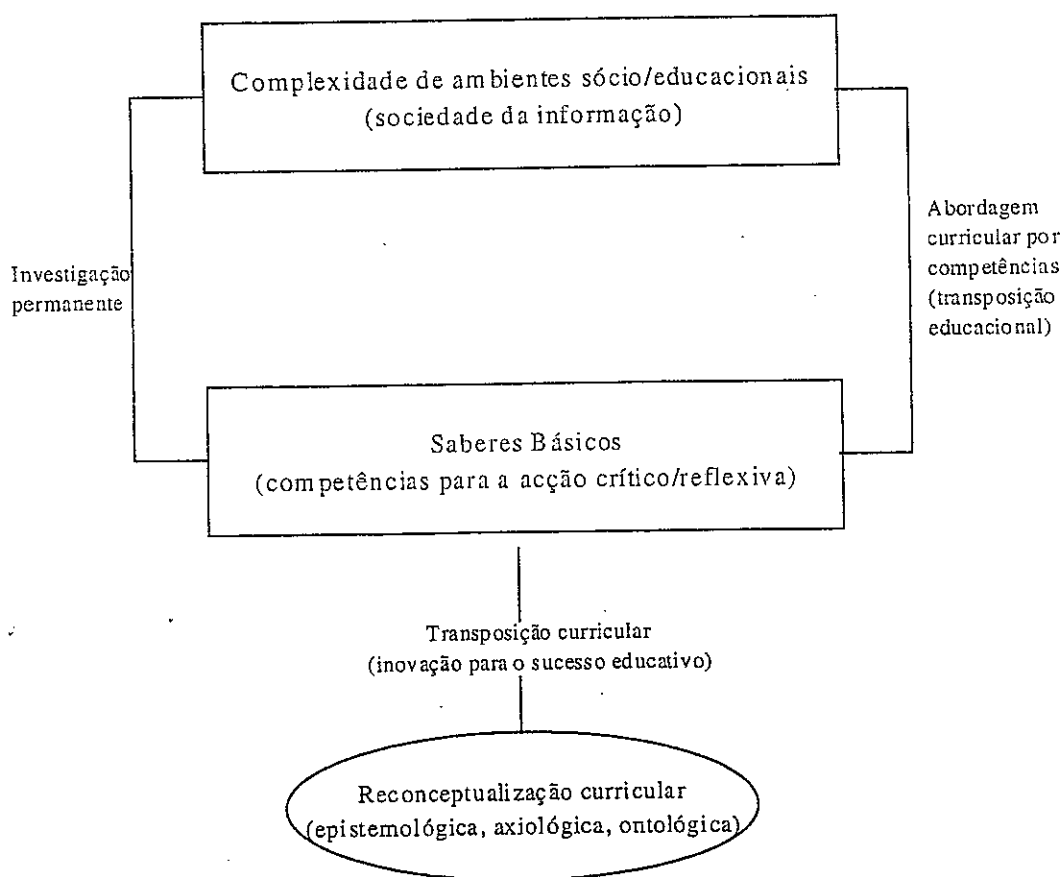 Complexidade de ambientes sócio/educacionais
(sociedade da informação)
Investigação
permanente
Abordagem
curricular por
competências
(transposição
educacional)
Saberes Básicos
(competências para a acção crítico/reflexiva)
Transposição curricular
(inovação para o sucesso educativo)
Reconceptualização curricular
(epistemológica, axiológica, ontológica)